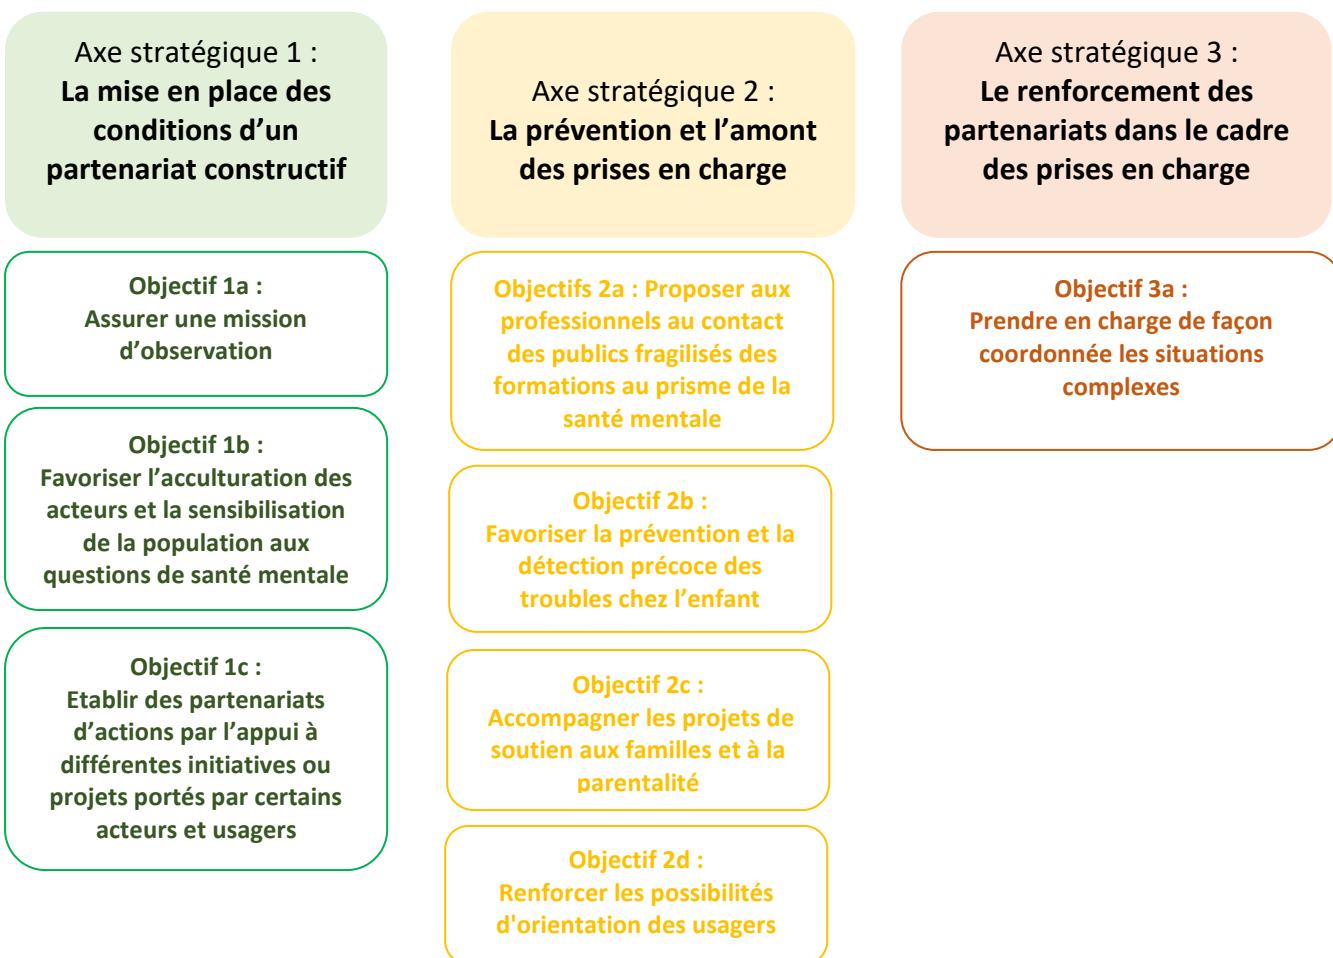 Axe stratégique 1 :
La mise en place des
conditions d’un
partenariat constructif
Objectif 1a :
Assurer une mission
d’observation
Objectif 1b :
Favoriser l’acculturation des
acteurs et la sensibilisation
de la population aux
questions de santé mentale
Objectif 1c :
Etablir des partenariats
d’actions par l’appui à
différentes initiatives ou
projets portés par certains
acteurs et usagers
Axe stratégique 2 :
La prévention et l’amont
des prises en charge
Objectifs 2a : Proposer aux
professionnels au contact
des publics fragilisés des
formations au prisme de la
santé mentale
Objectif 2b :
Favoriser la prévention et la
détection précoce des
troubles chez l’enfant
Objectif 2c :
Accompagner les projets de
soutien aux familles et à la
parentalité
Objectif 2d :
Renforcer les possibilités
d'orientation des usagers
Axe stratégique 3 :
Le renforcement des
partenariats dans le cadre
des prises en charge
Objectif 3a :
Prendre en charge de façon
coordonnée les situations
complexes